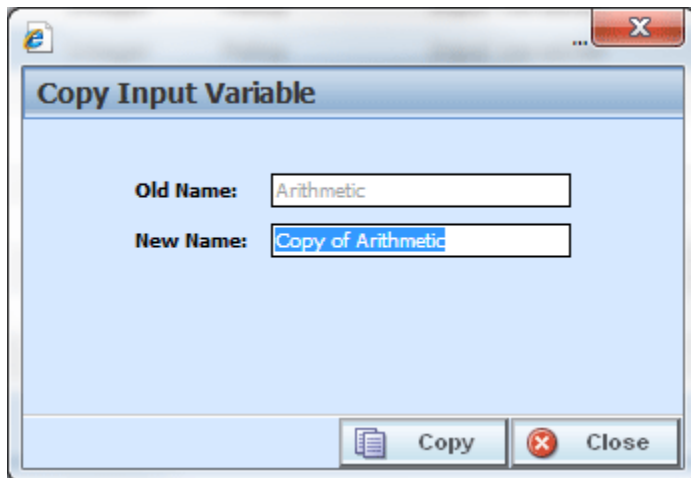 ...
Copy Input Variable
Old Name: Arithmetic
New Name: Copy of Arithmetic
Copy Close